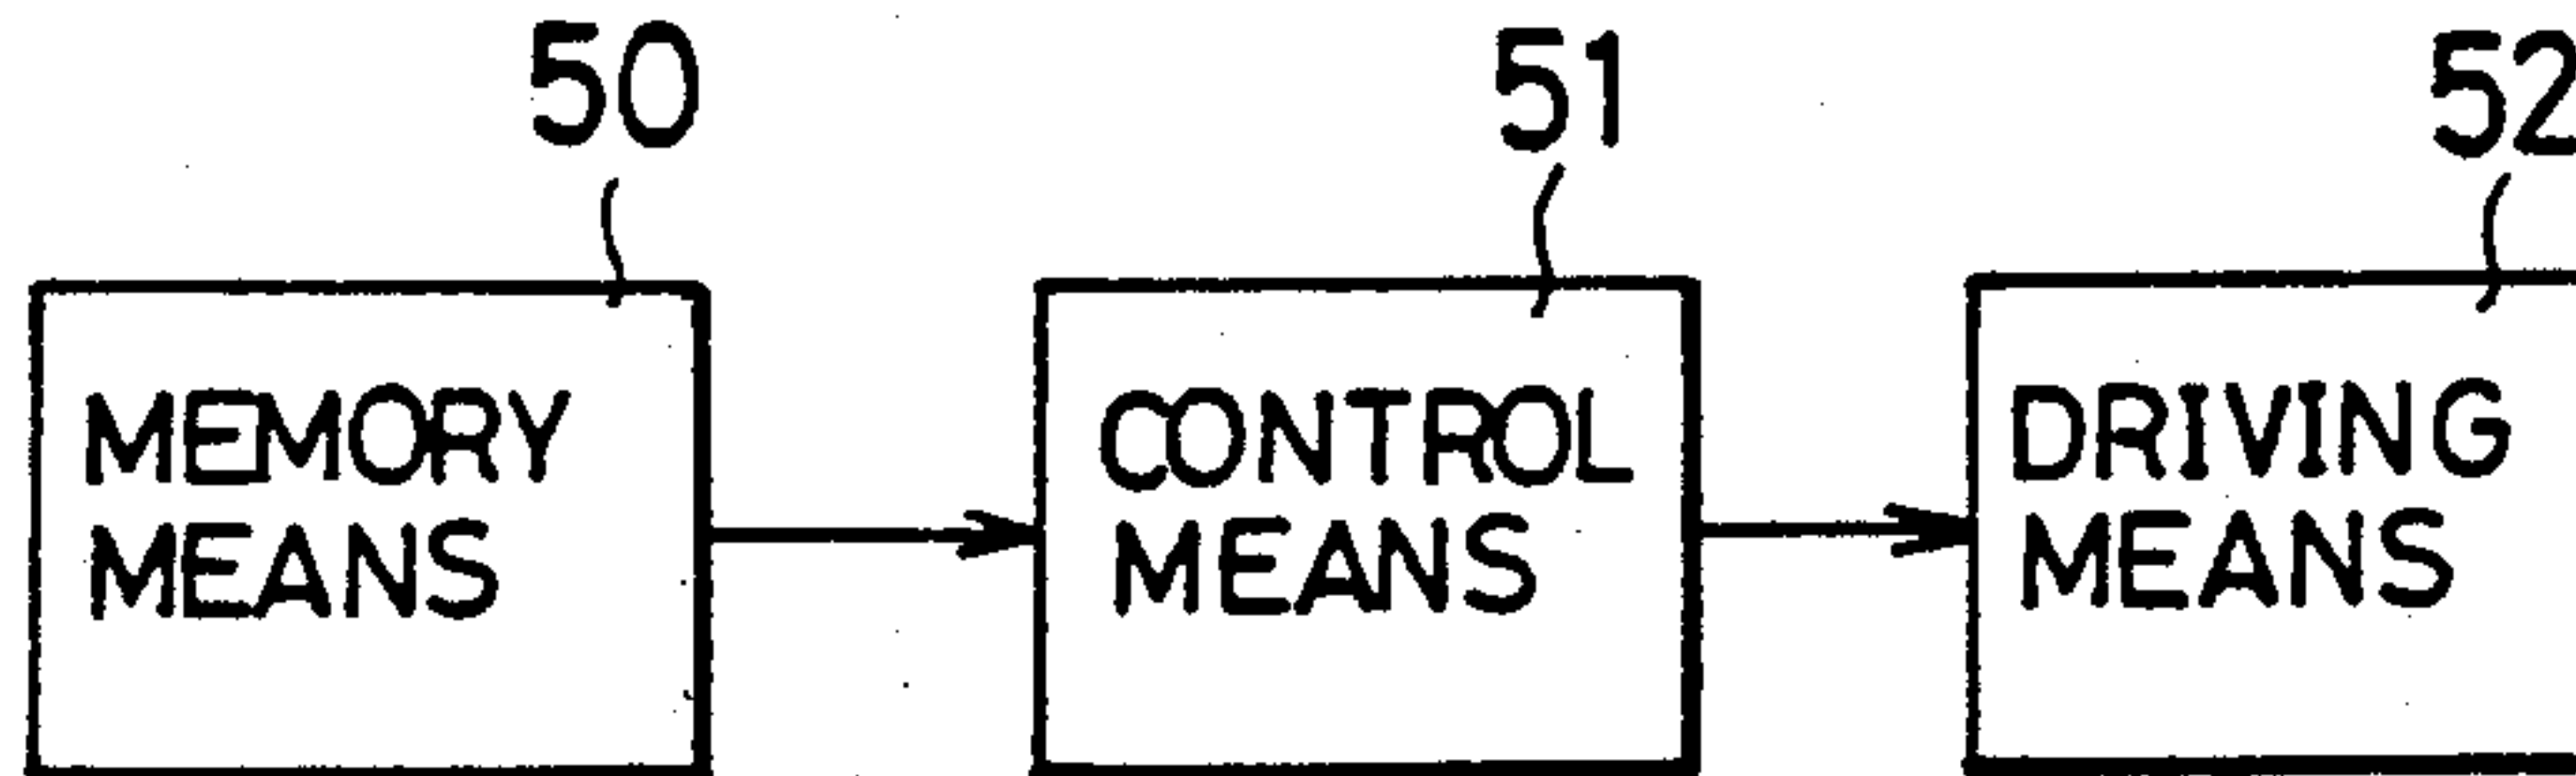 50
51
52
MEMORY
MEANS
CONTROL
MEANS
DRIVING
MEANS